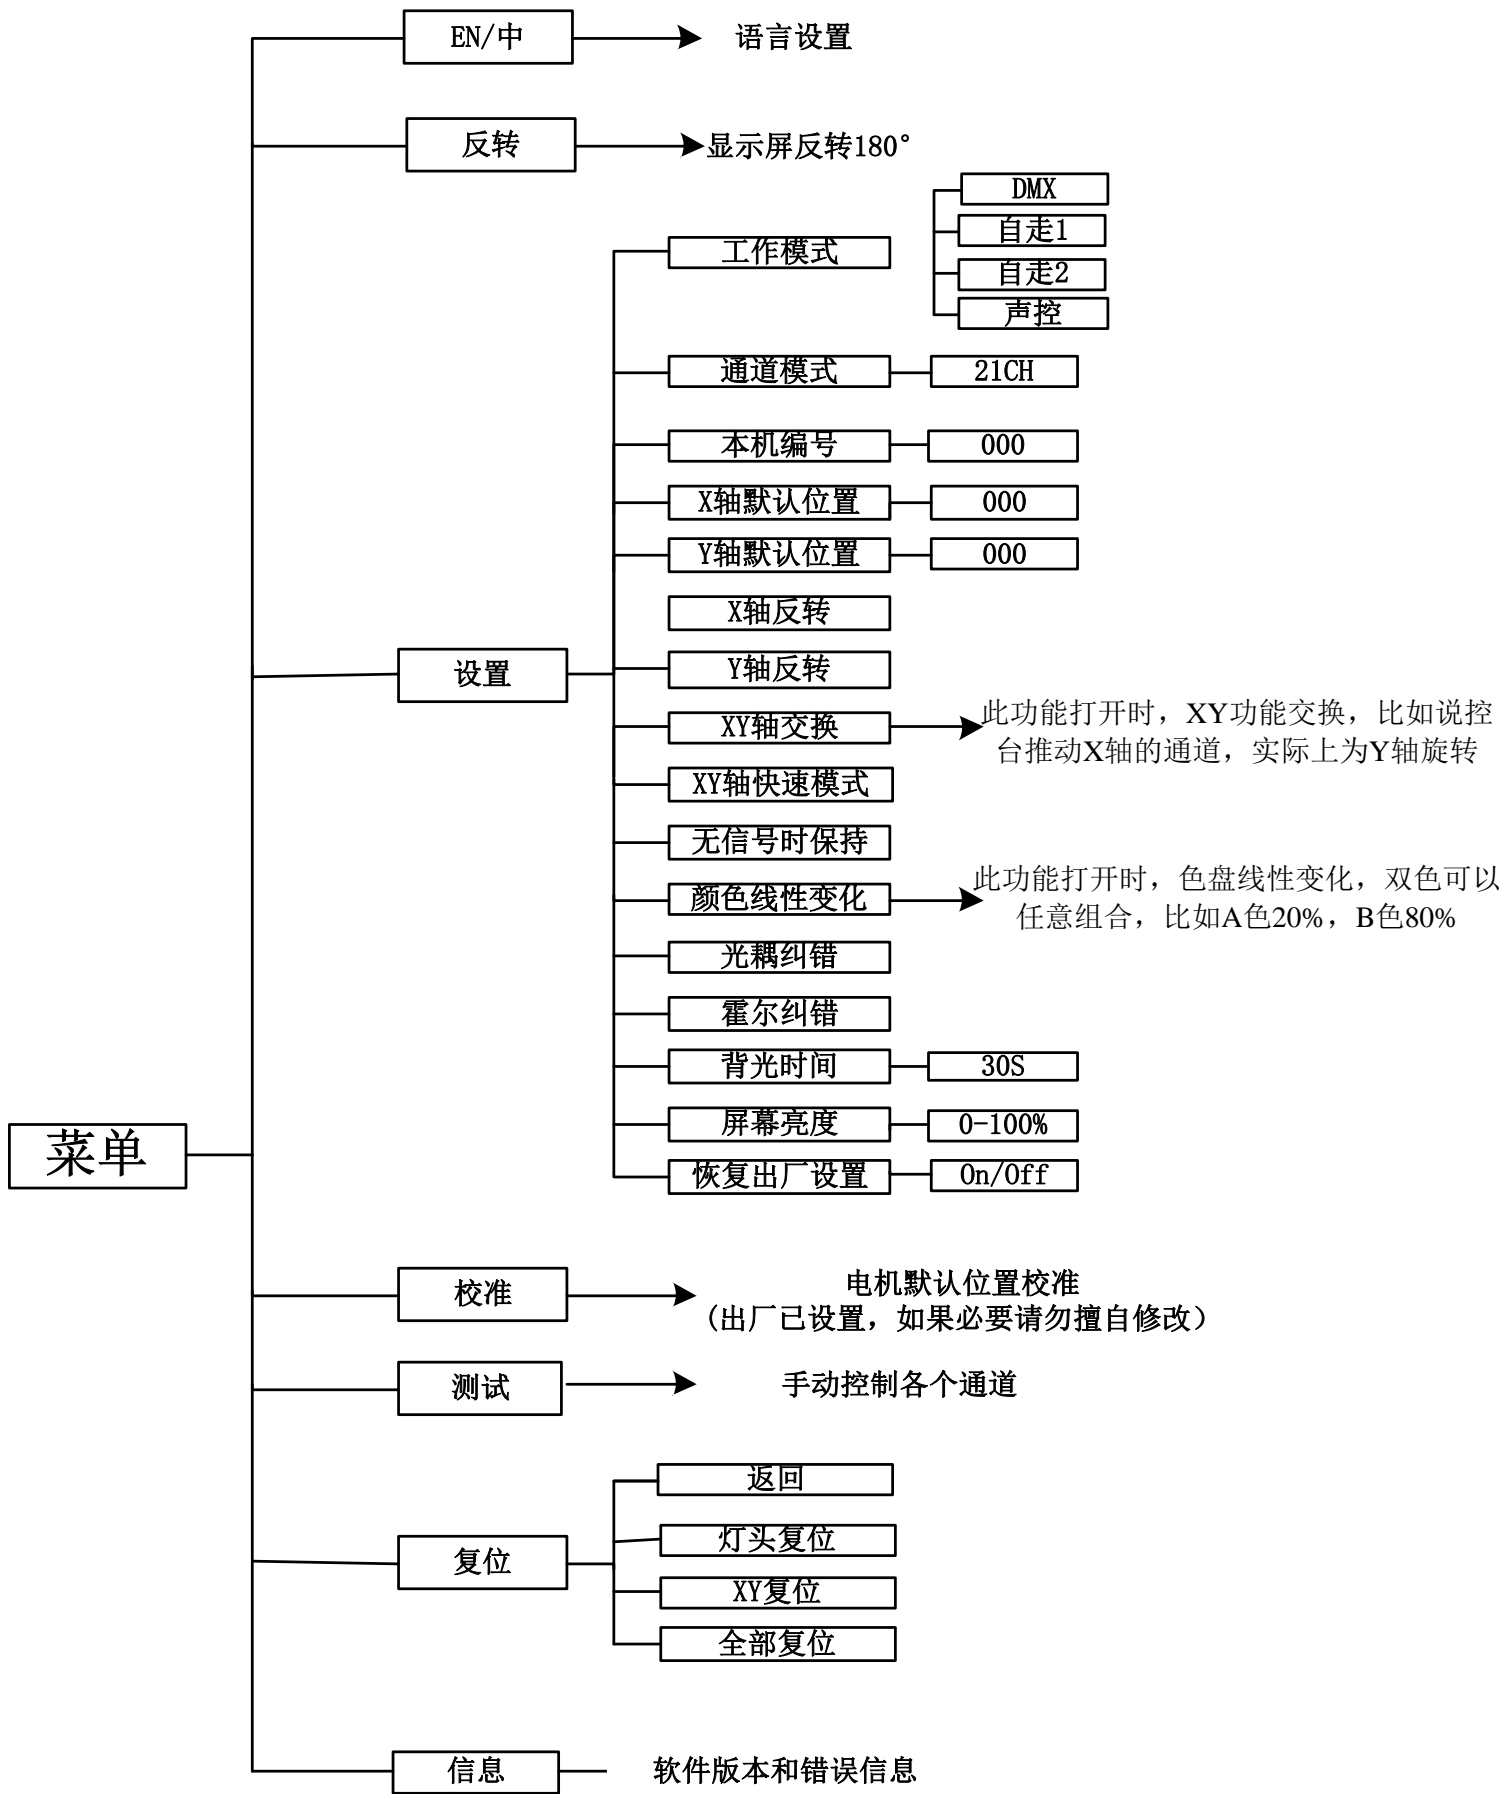 EN/中
语言设置
反转
显示屏反转180°
DMX
自走1
工作模式
自走2
声控
通道模式
21CH
本机编号
000
X轴默认位置
000
Y轴默认位置
000
X轴反转
设置
Y轴反转
XY轴交换
此功能打开时，XY功能交换，比如说控
台推动X轴的通道，实际上为Y轴旋转
XY轴快速模式
无信号时保持
颜色线性变化
此功能打开时，色盘线性变化，双色可以
任意组合，比如A色20%，B色80%
光耦纠错
霍尔纠错
背光时间
30S
菜单
屏幕亮度
0-100%
恢复出厂设置
On/Off
校准
电机默认位置校准
(出厂已设置，如果必要请勿擅自修改）
测试
手动控制各个通道
返回
灯头复位
复位
XY复位
全部复位
信息
软件版本和错误信息